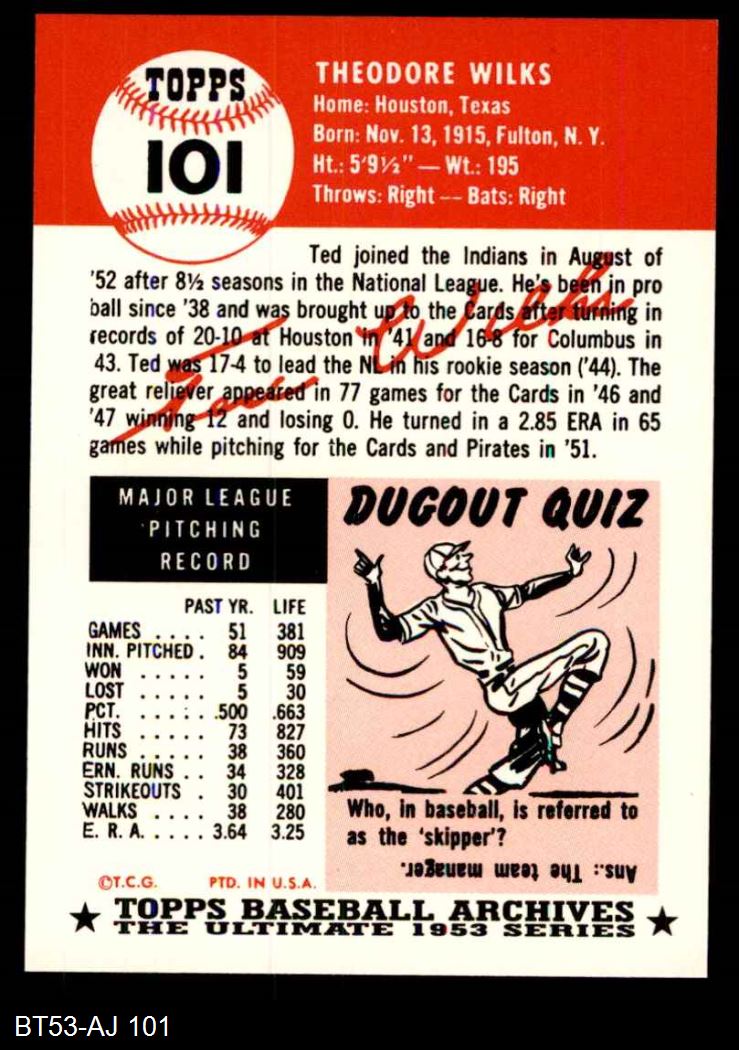 TOPPS
101
THEODORE WILKS
Home: Houston, Texas
Born: Nov. 13, 1915, Fulton, N. Y.
Ht.: 5'9½" — Wt.: 195
Throws: Right — Bats: Right
Ted joined the Indians in August of
'52 after 8½ seasons in the National League. He's been in pro
ball since '38 and was brought up to the Cards after turning in
records of 20-10 at Houston in '41 and 16-8 for Columbus in
43. Ted was 17-4 to lead the NL in his rookie season ('44). The
great reliever appeared in 77 games for the Cards in '46 and
'47 winning 12 and losing 0. He turned in a 2.85 ERA in 65
games while pitching for the Cards and Pirates in '51.
Ted Wilks
MAJOR LEAGUE
PITCHING
RECORD
PAST YR. LIFE
GAMES . . . . 51 381
INN. PITCHED . 84 909
WON . . . . . 5 59
LOST . . . . . 5 30
PCT. . . . . . .500 .663
HITS . . . . . 73 827
RUNS . . . . . 38 360
ERN. RUNS . . 34 328
STRIKEOUTS . 30 401
WALKS . . . . 38 280
E. R. A. . . . . 3.64 3.25
DUGOUT QUIZ
Who, in baseball, is referred to
as the 'skipper'?
Ans.: The team manager.
©T.C.G. PTD. IN U.S.A.
TOPPS BASEBALL ARCHIVES
THE ULTIMATE 1953 SERIES
BT53-AJ 101